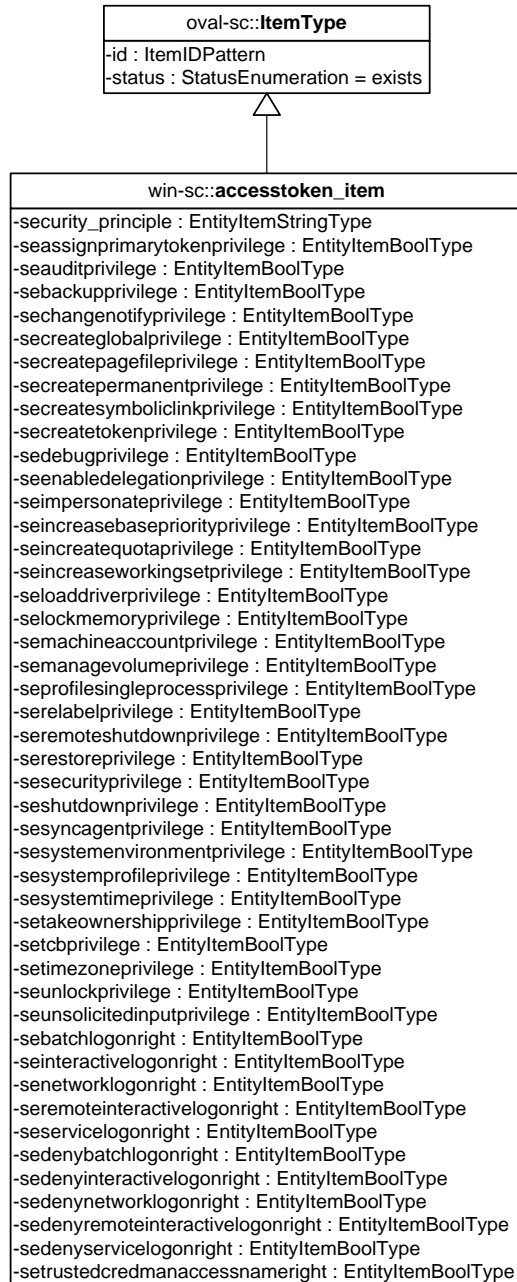 oval-sc::ItemType
-id : ItemIDPattern
-status : StatusEnumeration = exists
win-sc::accesstoken_item
-security_principle : EntityItemStringType
-seassignprimarytokenprivilege : EntityItemBoolType
-seauditprivilege : EntityItemBoolType
-sebackupprivilege : EntityItemBoolType
-sechangenotifyprivilege : EntityItemBoolType
-secreateglobalprivilege : EntityItemBoolType
-secreatepagefileprivilege : EntityItemBoolType
-secreatepermanentprivilege : EntityItemBoolType
-secreatesymboliclinkprivilege : EntityItemBoolType
-secreatetokenprivilege : EntityItemBoolType
-sedebugprivilege : EntityItemBoolType
-seenabledelegationprivilege : EntityItemBoolType
-seimpersonateprivilege : EntityItemBoolType
-seincreasebasepriorityprivilege : EntityItemBoolType
-seincreatequotaprivilege : EntityItemBoolType
-seincreaseworkingsetprivilege : EntityItemBoolType
-seloaddriverprivilege : EntityItemBoolType
-selockmemoryprivilege : EntityItemBoolType
-semachineaccountprivilege : EntityItemBoolType
-semanagevolumeprivilege : EntityItemBoolType
-seprofilesingleprocessprivilege : EntityItemBoolType
-serelabelprivilege : EntityItemBoolType
-seremoteshutdownprivilege : EntityItemBoolType
-serestoreprivilege : EntityItemBoolType
-sesecurityprivilege : EntityItemBoolType
-seshutdownprivilege : EntityItemBoolType
-sesyncagentprivilege : EntityItemBoolType
-sesystemenvironmentprivilege : EntityItemBoolType
-sesystemprofileprivilege : EntityItemBoolType
-sesystemtimeprivilege : EntityItemBoolType
-setakeownershipprivilege : EntityItemBoolType
-setcbprivilege : EntityItemBoolType
-setimezoneprivilege : EntityItemBoolType
-seunlockprivilege : EntityItemBoolType
-seunsolicitedinputprivilege : EntityItemBoolType
-sebatchlogonright : EntityItemBoolType
-seinteractivelogonright : EntityItemBoolType
-senetworklogonright : EntityItemBoolType
-seremoteinteractivelogonright : EntityItemBoolType
-seservicelogonright : EntityItemBoolType
-sedenybatchlogonright : EntityItemBoolType
-sedenyinteractivelogonright : EntityItemBoolType
-sedenynetworklogonright : EntityItemBoolType
-sedenyremoteinteractivelogonright : EntityItemBoolType
-sedenyservicelogonright : EntityItemBoolType
-setrustedcredmanaccessnameright : EntityItemBoolType